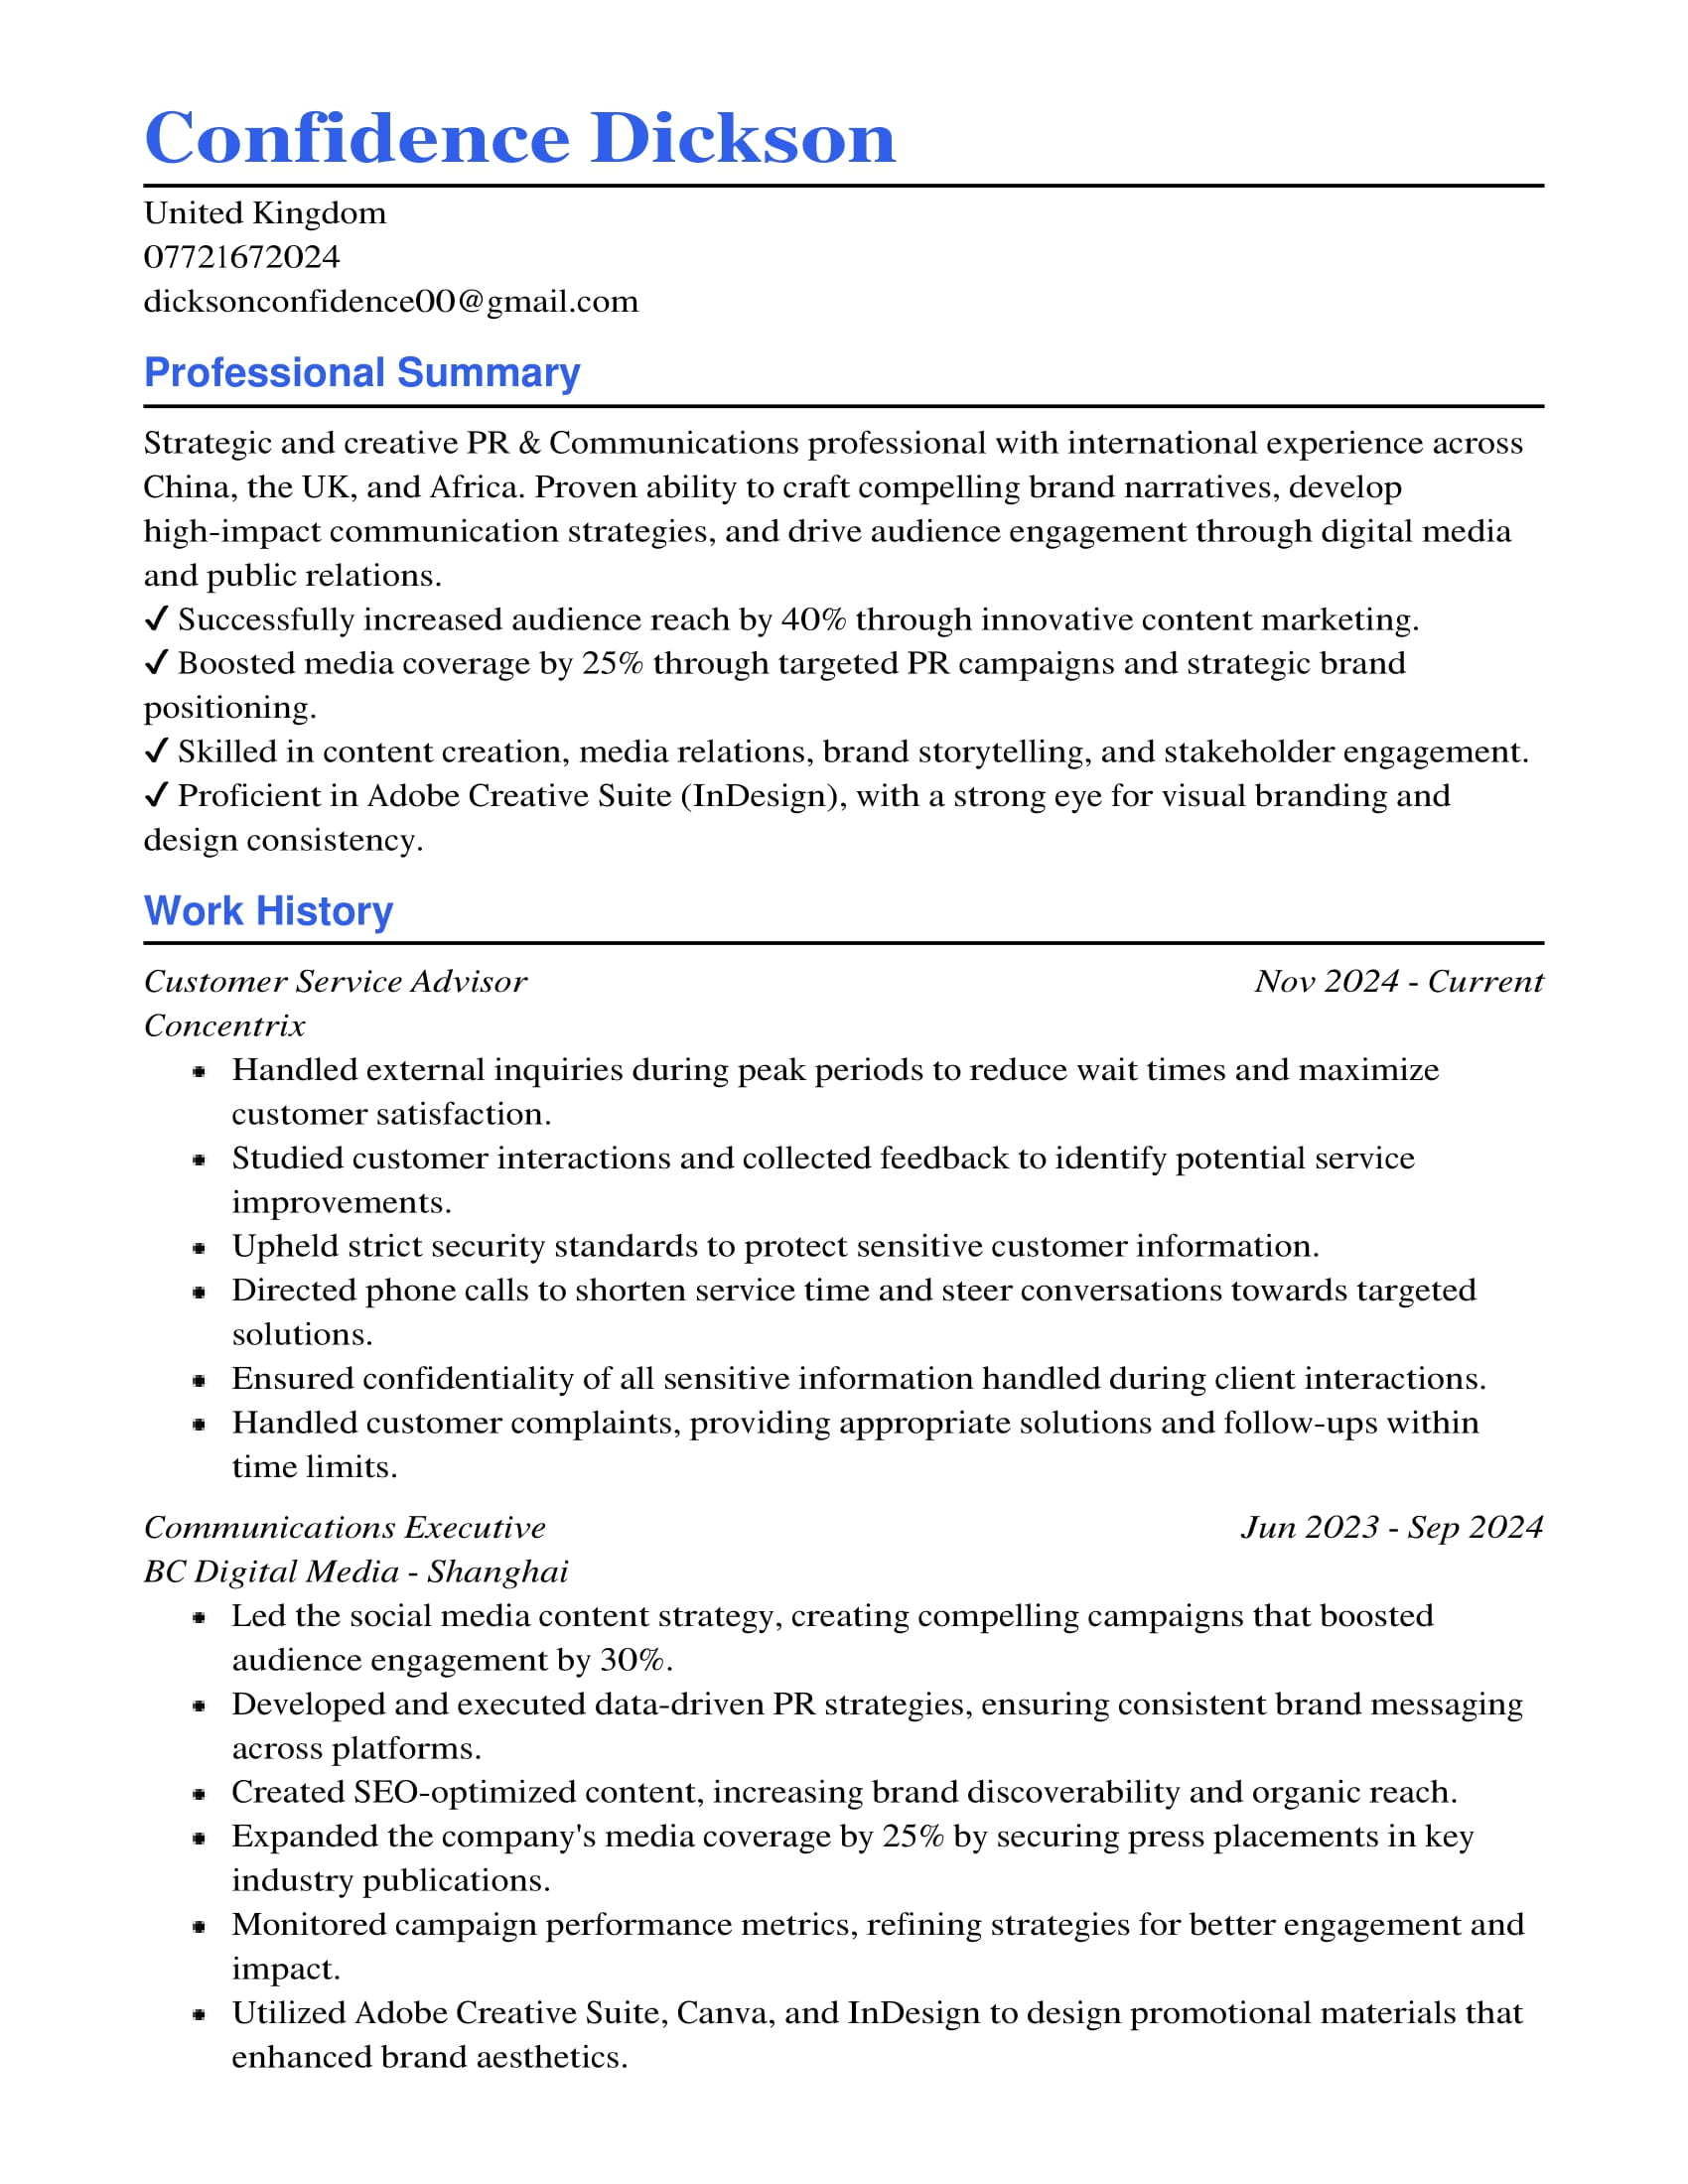 Confidence Dickson
United Kingdom
07721672024
dicksonconfidence00@gmail.com
Professional Summary
Strategic and creative PR & Communications professional with international experience across
China, the UK, and Africa. Proven ability to craft compelling brand narratives, develop
high-impact communication strategies, and drive audience engagement through digital media
and public relations.
✓ Successfully increased audience reach by 40% through innovative content marketing.
✓ Boosted media coverage by 25% through targeted PR campaigns and strategic brand
positioning.
✓ Skilled in content creation, media relations, brand storytelling, and stakeholder engagement.
✓ Proficient in Adobe Creative Suite (InDesign), with a strong eye for visual branding and
design consistency.
Work History
Customer Service Advisor Nov 2024 - Current
Concentrix
• Handled external inquiries during peak periods to reduce wait times and maximize
customer satisfaction.
• Studied customer interactions and collected feedback to identify potential service
improvements.
• Upheld strict security standards to protect sensitive customer information.
• Directed phone calls to shorten service time and steer conversations towards targeted
solutions.
• Ensured confidentiality of all sensitive information handled during client interactions.
• Handled customer complaints, providing appropriate solutions and follow-ups within
time limits.
Communications Executive Jun 2023 - Sep 2024
BC Digital Media - Shanghai
• Led the social media content strategy, creating compelling campaigns that boosted
audience engagement by 30%.
• Developed and executed data-driven PR strategies, ensuring consistent brand messaging
across platforms.
• Created SEO-optimized content, increasing brand discoverability and organic reach.
• Expanded the company's media coverage by 25% by securing press placements in key
industry publications.
• Monitored campaign performance metrics, refining strategies for better engagement and
impact.
• Utilized Adobe Creative Suite, Canva, and InDesign to design promotional materials that
enhanced brand aesthetics.